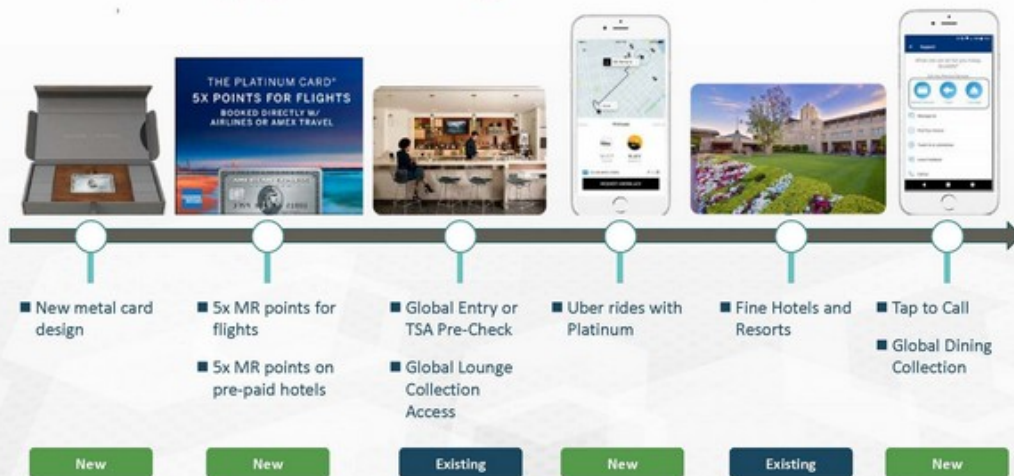 THE PLATINUM CARD®
5X POINTS FOR FLIGHTS
BOOKED DIRECTLY W/
AIRLINES OR AMEX TRAVEL
AMERICAN EXPRESS
Support
■ New metal card
design
■ 5x MR points for
flights
■ 5x MR points on
pre-paid hotels
■ Global Entry or
TSA Pre-Check
■ Global Lounge
Collection
Access
■ Uber rides with
Platinum
■ Fine Hotels and
Resorts
■ Tap to Call
■ Global Dining
Collection
New
New
Existing
New
Existing
New